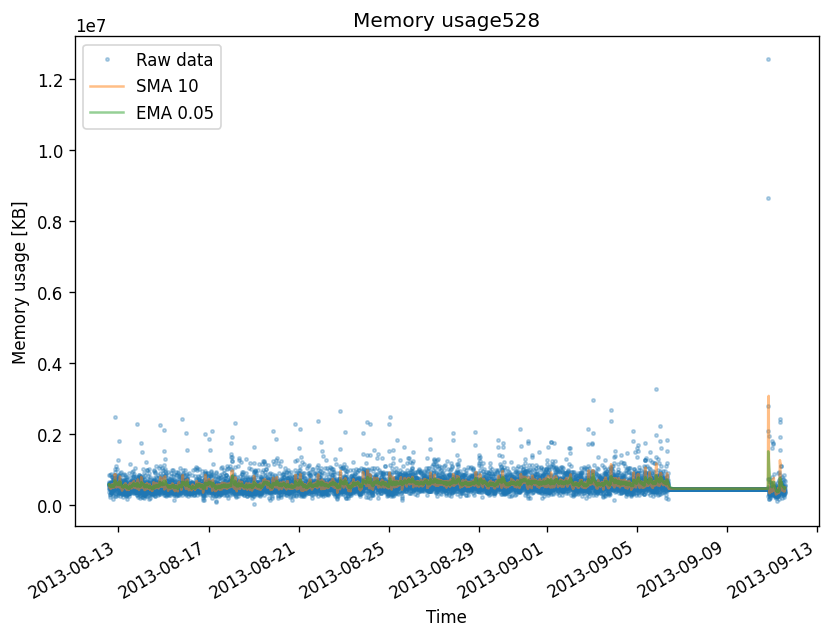 Memory usage528
1e7
Raw data
SMA 10
EMA 0.05
1.2
1.0
0.8
0.6
0.4
0.2
0.0
Memory usage [KB]
2013-08-13
2013-08-17
2013-08-21
2013-08-25
2013-08-29
2013-09-01
2013-09-05
2013-09-09
2013-09-13
Time